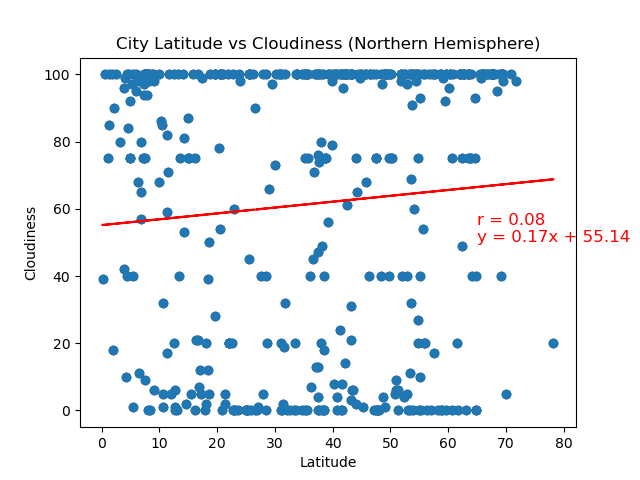 City Latitude vs Cloudiness (Northern Hemisphere)
100
80
60
40
20
0
Cloudiness
r = 0.08
y = 0.17x + 55.14
0 10 20 30 40 50 60 70 80
Latitude